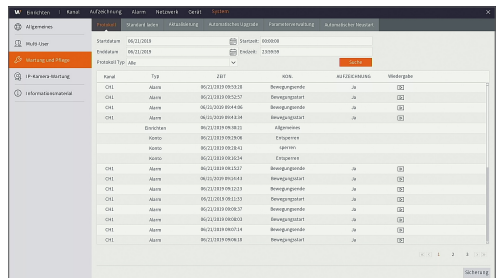 Einrichten Kanal Aufzeichnung Alarm Netzwerk Gerät System
Allgemeines
Multi-User
Wartung Und Pflege
IP-Kamera-Wartung
Informationsmaterial
Protokoll Standard laden Aktualisierung Automatisches Upgrade Parameterverwaltung Automatischer Neustart
Startdatum 06/21/2019 Startzeit: 00:00:00
Enddatum 06/21/2019 Endzeit: 23:59:59
Protokoll Typ Alle Suche
Kanal Typ ZEIT KON. AUFZEICHNUNG Wiedergabe
CH1 Alarm 06/21/2019 09:53:28 Bewegungsende Ja
CH1 Alarm 06/21/2019 09:52:57 Bewegungsstart Ja
CH1 Alarm 06/21/2019 09:44:06 Bewegungsende Ja
CH1 Alarm 06/21/2019 09:43:34 Bewegungsstart Ja
Einrichten 06/21/2019 09:30:21 Allgemeines
Konto 06/21/2019 09:19:06 Entsperren
Konto 06/21/2019 09:18:41 sperren
Konto 06/21/2019 09:16:54 Entsperren
CH1 Alarm 06/21/2019 09:15:17 Bewegungsende Ja
CH1 Alarm 06/21/2019 09:14:43 Bewegungsstart Ja
CH1 Alarm 06/21/2019 09:12:23 Bewegungsende Ja
CH1 Alarm 06/21/2019 09:11:33 Bewegungsstart Ja
CH1 Alarm 06/21/2019 09:09:37 Bewegungsende Ja
CH1 Alarm 06/21/2019 09:08:03 Bewegungsstart Ja
CH1 Alarm 06/21/2019 09:07:14 Bewegungsende Ja
CH1 Alarm 06/21/2019 09:06:10 Bewegungsstart Ja
1 2
Sicherung